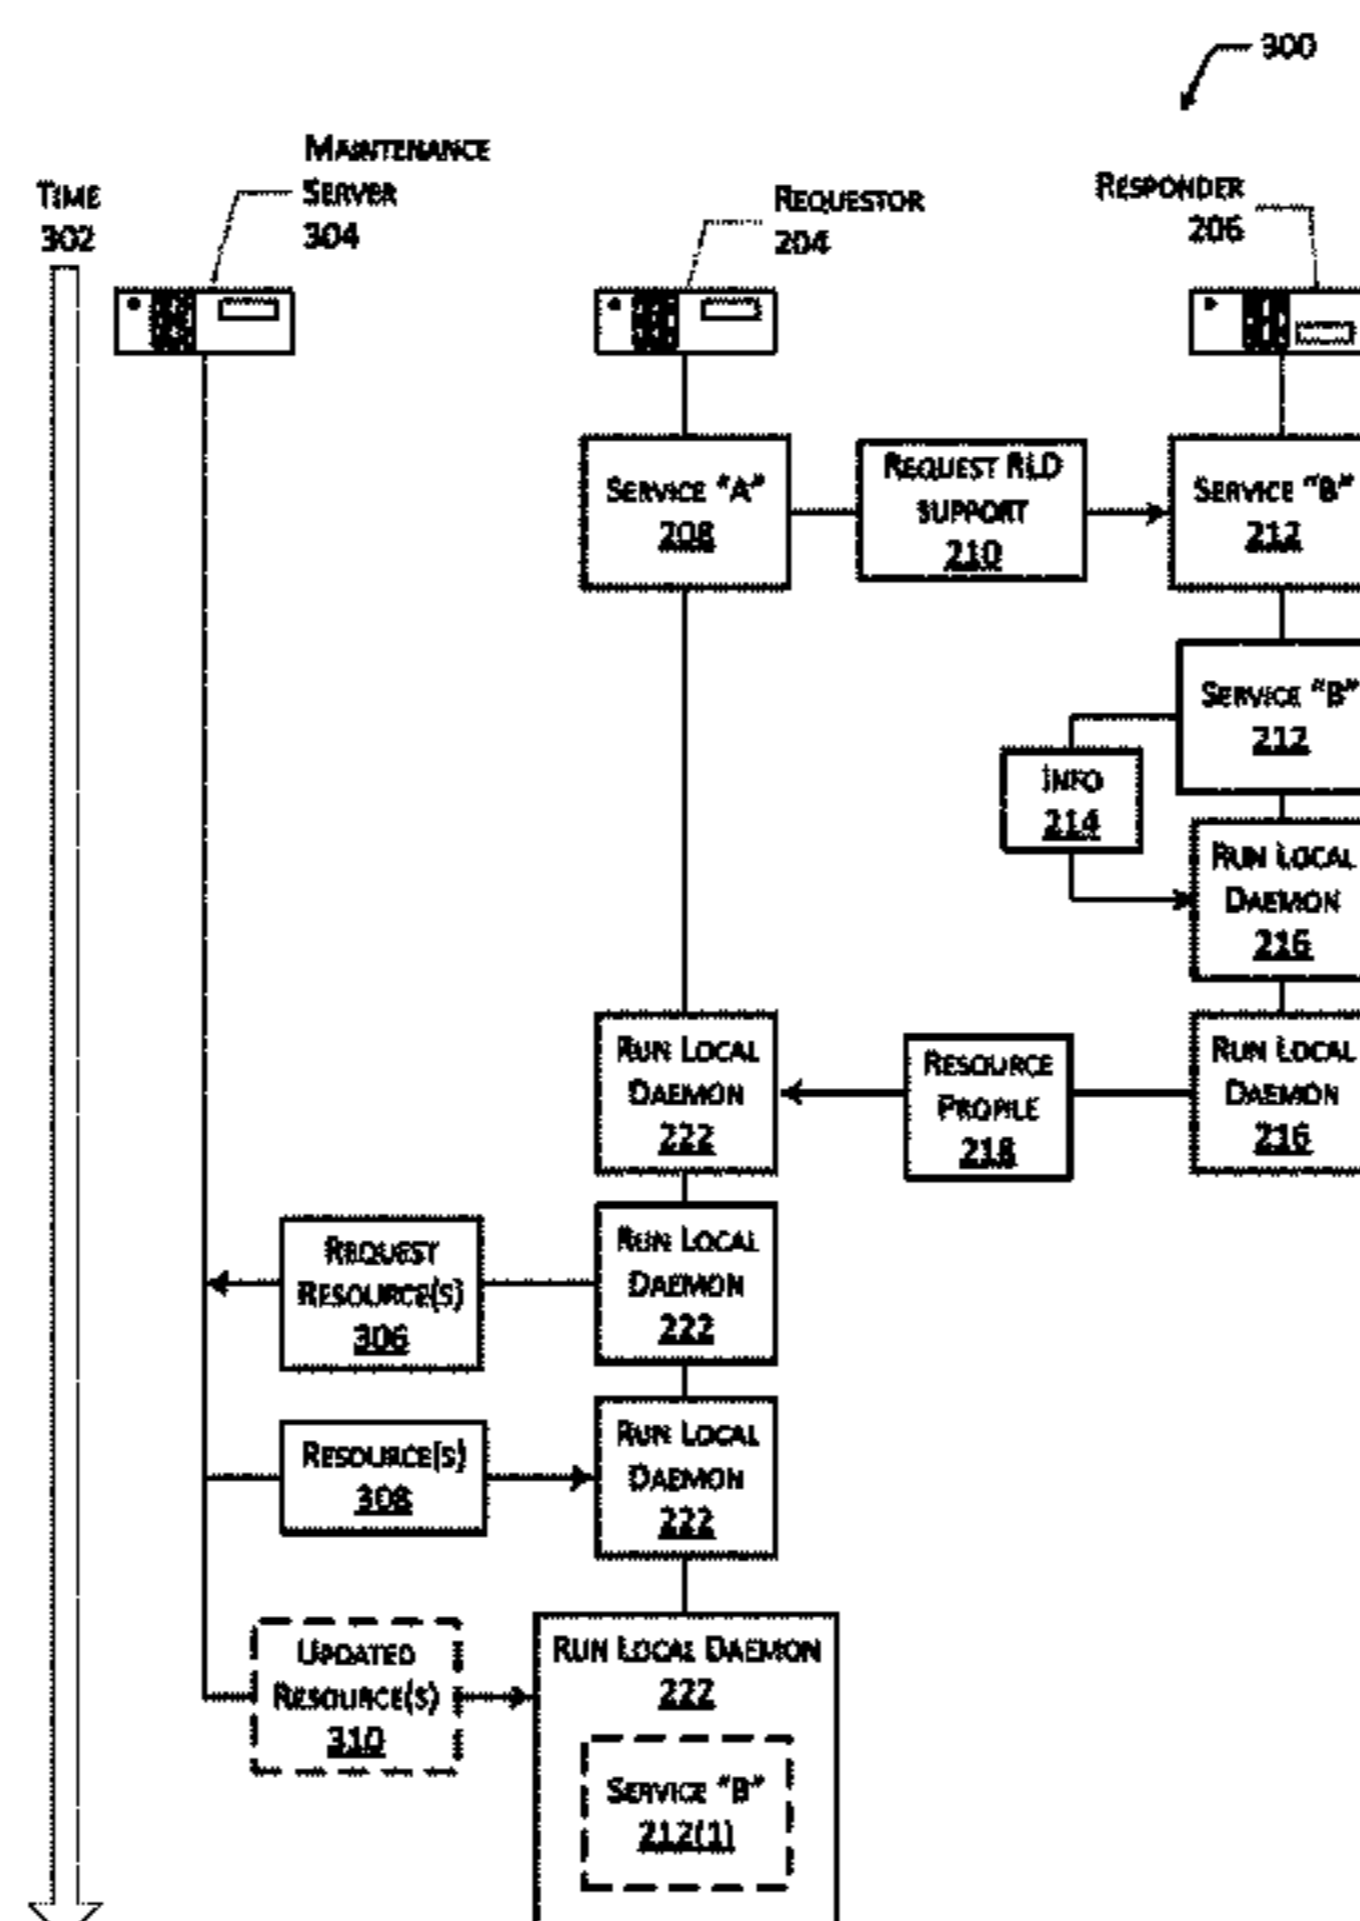 300
TIME
302
MAINTENANCE
SERVER
304
REQUESTOR
204
RESPONDER
206
SERVICE "A"
208
REQUEST RLD
SUPPORT
210
SERVICE "B"
212
SERVICE "B"
212
INFO
214
RUN LOCAL
DAEMON
216
RUN LOCAL
DAEMON
222
RESOURCE
PROFILE
218
RUN LOCAL
DAEMON
216
REQUEST
RESOURCE(S)
306
RUN LOCAL
DAEMON
222
RESOURCE(S)
308
RUN LOCAL
DAEMON
222
UPDATED
RESOURCE(S)
310
RUN LOCAL DAEMON
222
SERVICE "B"
212(1)